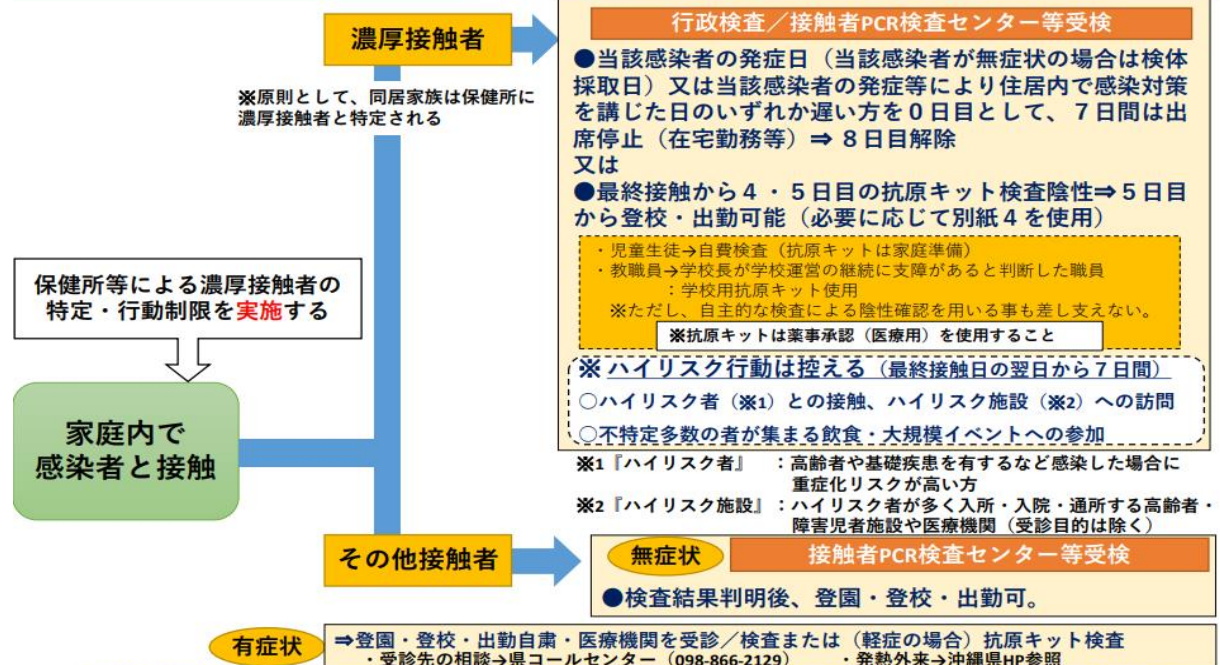 濃厚接触者
※原則として、同居家族は保健所に
濃厚接触者と特定される
行政検査／接触者PCR検査センター等受検
●当該感染者の発症日（当該感染者が無症状の場合は検体
採取日）又は当該感染者の発症等により住居内で感染対策
を講じた日のいずれか遅い方を０日目として、７日間は出
席停止（在宅勤務等）⇒８日目解除
又は
●最終接触から４・５日目の抗原キット検査陰性⇒５日目
から登校・出勤可能（必要に応じて別紙４を使用）
・児童生徒→自費検査（抗原キットは家庭準備）
・教職員→学校長が学校運営の継続に支障があると判断した職員
：学校用抗原キット使用
※ただし、自主的な検査による陰性確認を用いる事も差し支えない。
※抗原キットは薬事承認（医療用）を使用すること
※ハイリスク行動は控える（最終接触日の翌日から７日間）
○ハイリスク者（※1）との接触、ハイリスク施設（※2）への訪問
○不特定多数の者が集まる飲食・大規模イベントへの参加
※1『ハイリスク者』　：高齢者や基礎疾患を有するなど感染した場合に
重症化リスクが高い方
※2『ハイリスク施設』：ハイリスク者が多く入所・入院・通所する高齢者・
障害児者施設や医療機関（受診目的は除く）
保健所等による濃厚接触者の
特定・行動制限を実施する
家庭内で
感染者と接触
その他接触者
無症状
接触者PCR検査センター等受検
●検査結果判明後、登園・登校・出勤可。
有症状
⇒登園・登校・出勤自粛・医療機関を受診／検査または（軽症の場合）抗原キット検査
・受診先の相談→県コールセンター（098-866-2129）　・発熱外来→沖縄県HP参照